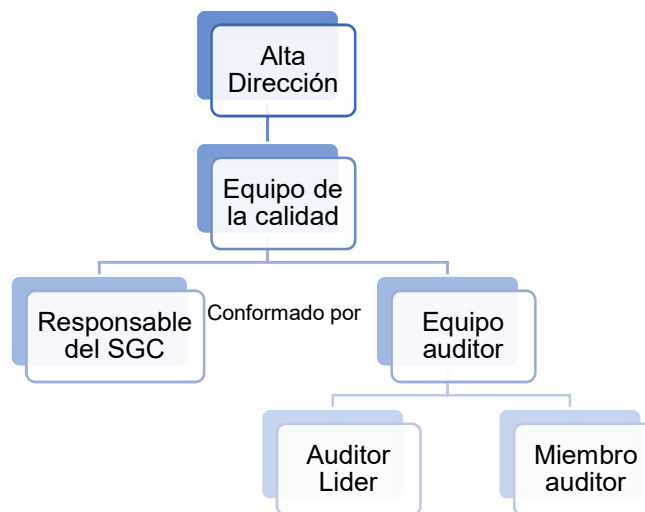 Alta
Dirección
Equipo de
la calidad
Responsable
del SGC
Conformado por
Equipo
auditor
Auditor
Lider
Miembro
auditor